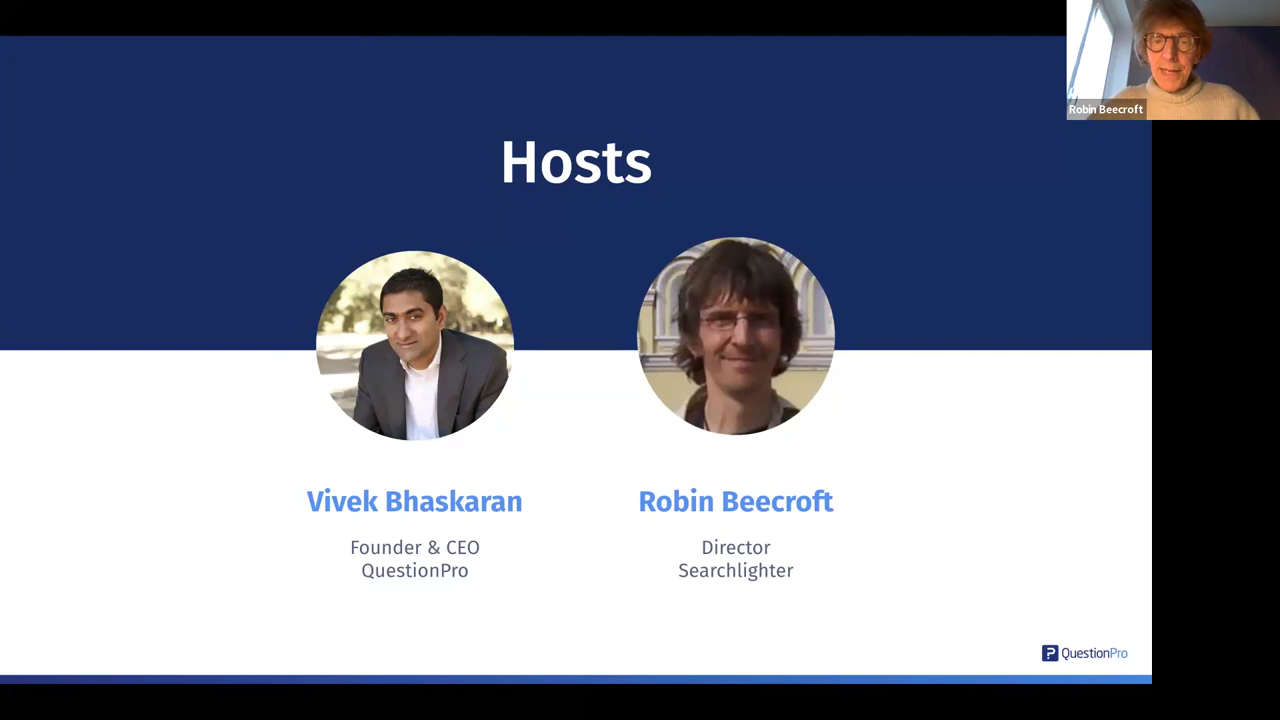 Robin Beecroft
Hosts
Vivek Bhaskaran
Founder & CEO
QuestionPro
Robin Beecroft
Director
Searchlighter
QuestionPro